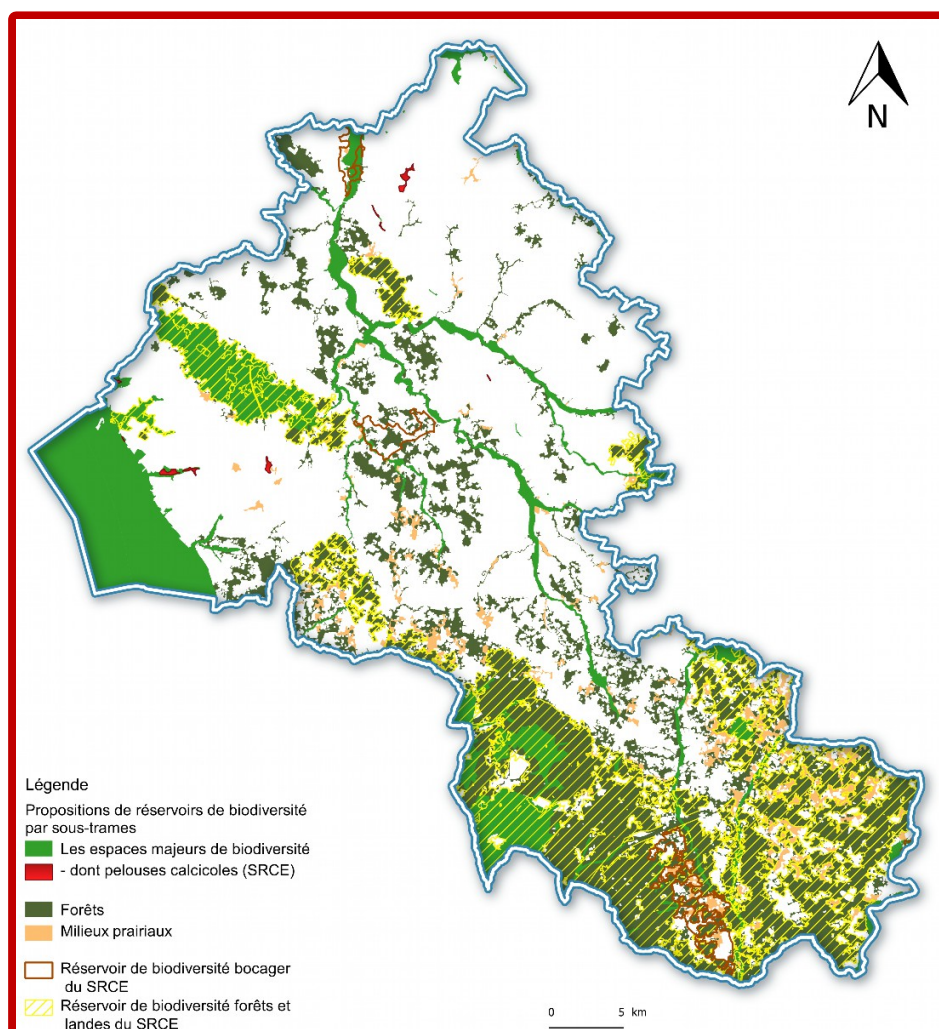 N
Légende
Propositions de réservoirs de biodiversité
par sous-trames
Les espaces majeurs de biodiversité
- dont pelouses calcicoles (SRCE)
Forêts
Milieux prairiaux
Réservoir de biodiversité bocager
du SRCE
Réservoir de biodiversité forêts et
landes du SRCE
0 5 km